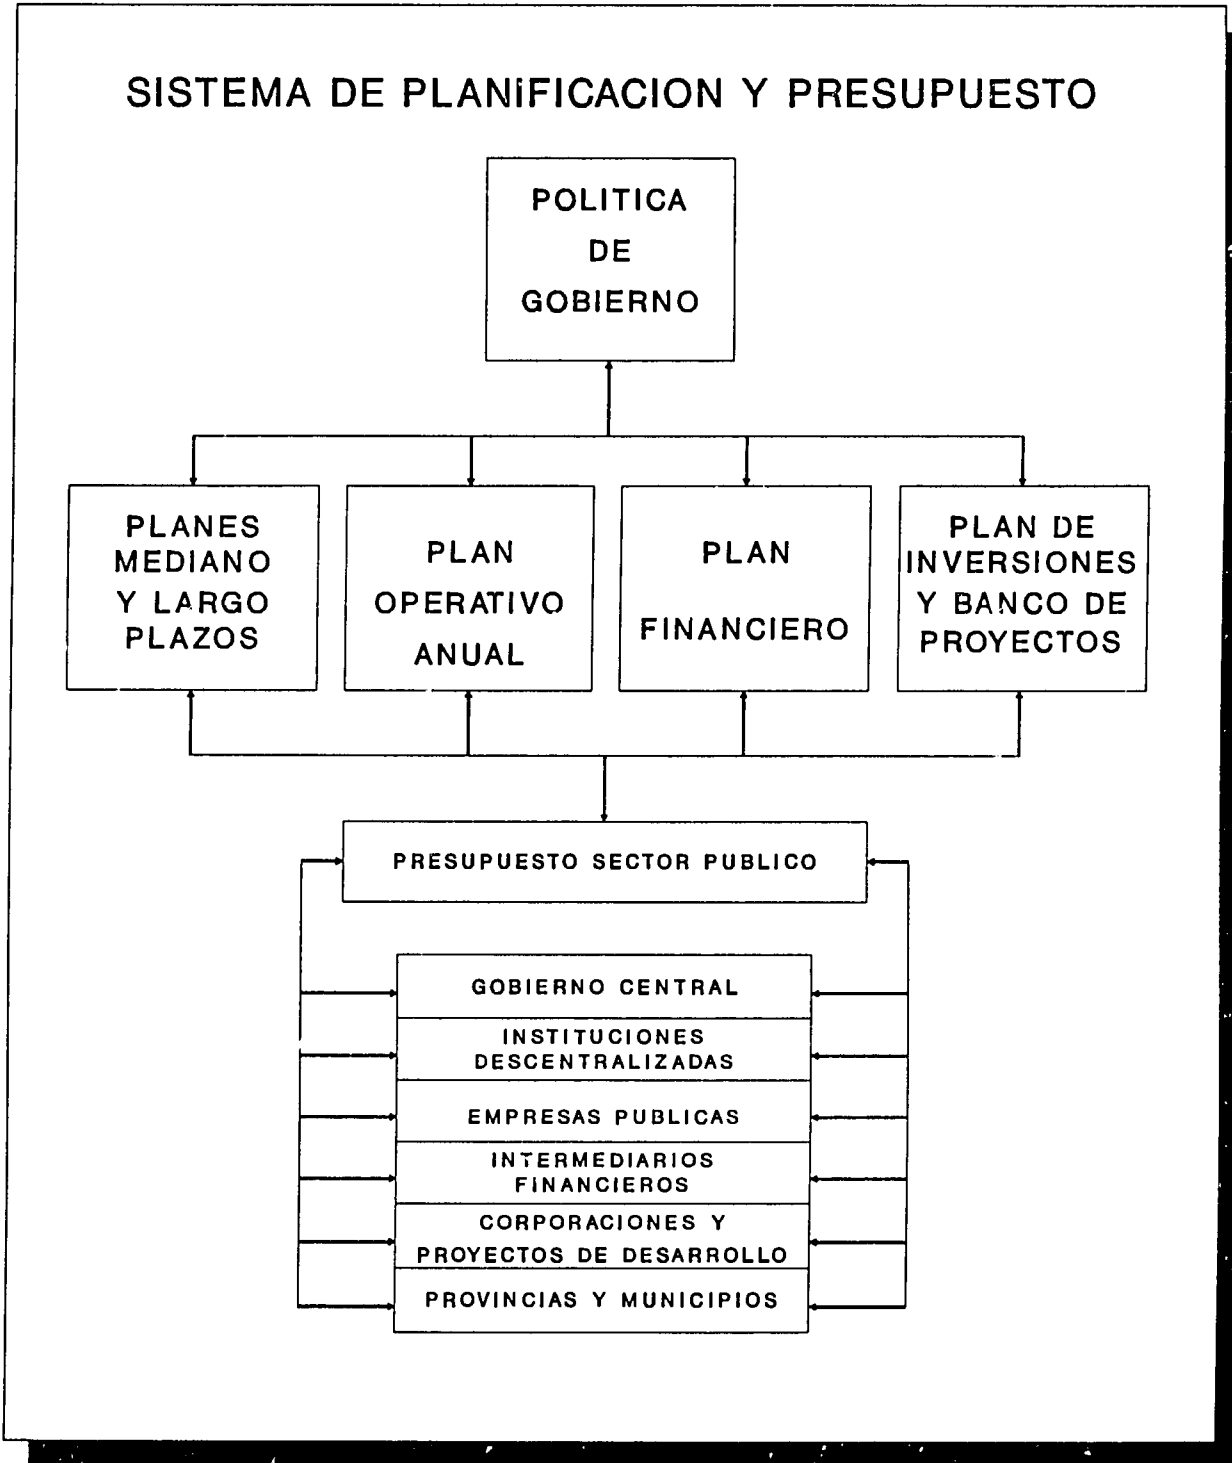 SISTEMA DE PLANIFICACION Y PRESUPUESTO
POLITICA
DE
GOBIERNO
PLANES
MEDIANO
Y LARGO
PLAZOS
PLAN
OPERATIVO
ANUAL
PLAN
FINANCIERO
PLAN DE
INVERSIONES
Y BANCO DE
PROYECTOS
PRESUPUESTO SECTOR PUBLICO
GOBIERNO CENTRAL
INSTITUCIONES
DESCENTRALIZADAS
EMPRESAS PUBLICAS
INTERMEDIARIOS
FINANCIEROS
CORPORACIONES Y
PROYECTOS DE DESARROLLO
PROVINCIAS Y MUNICIPIOS